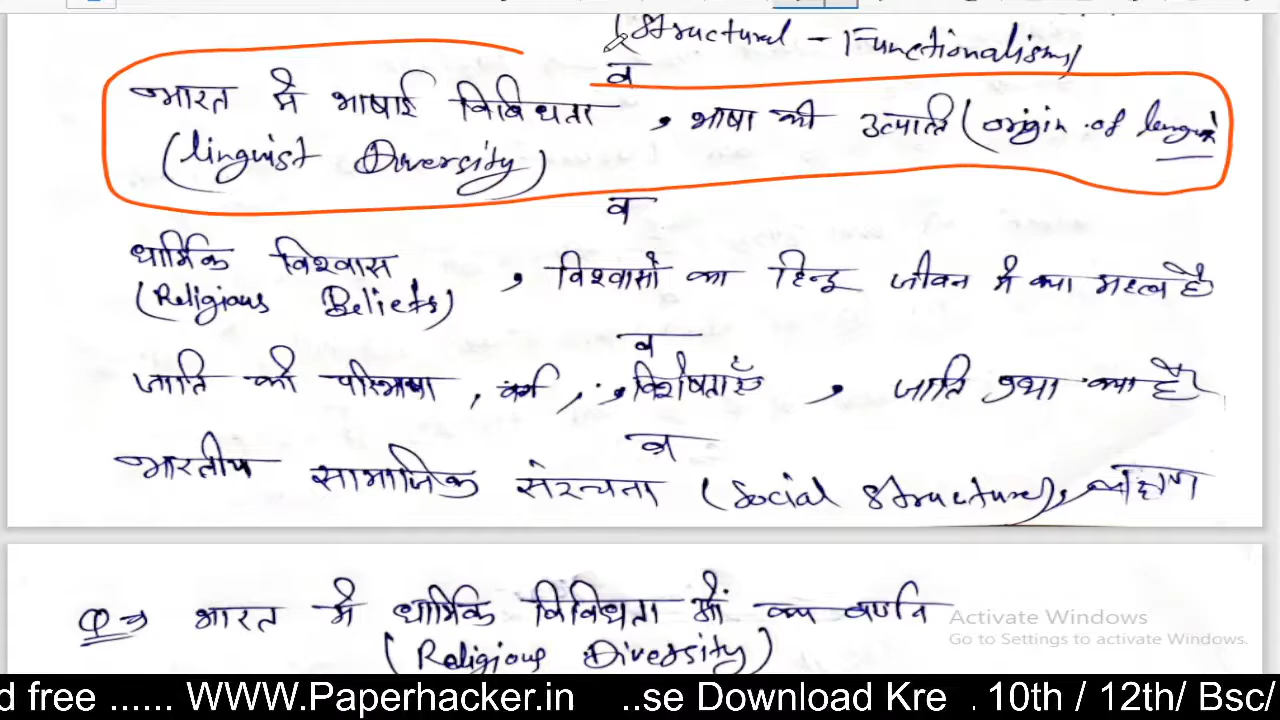 (Structural - Functionalism)
व
भारत में भाषाई विविधता , भाषा की उत्पाति (origin of
(linguist Diversity)
व
धार्मिक विश्वास , विश्वासों का हिन्दू जीवन में क्या महत्व है
(Religious Beliefs)
व
जाति की परिभाषा , वर्ग , विशेषताएँ , जाति प्रथा क्या है
व
भारतीय सामाजिक संरचना (Social Structure),
Q → भारत में धार्मिक विविधता वर्णन
(Religious Diversity)
Activate Windows
Go to Settings to activate Windows.
d free ...... WWW.Paperhacker.in ..se Download Kre . 10th / 12th/ Bsc/